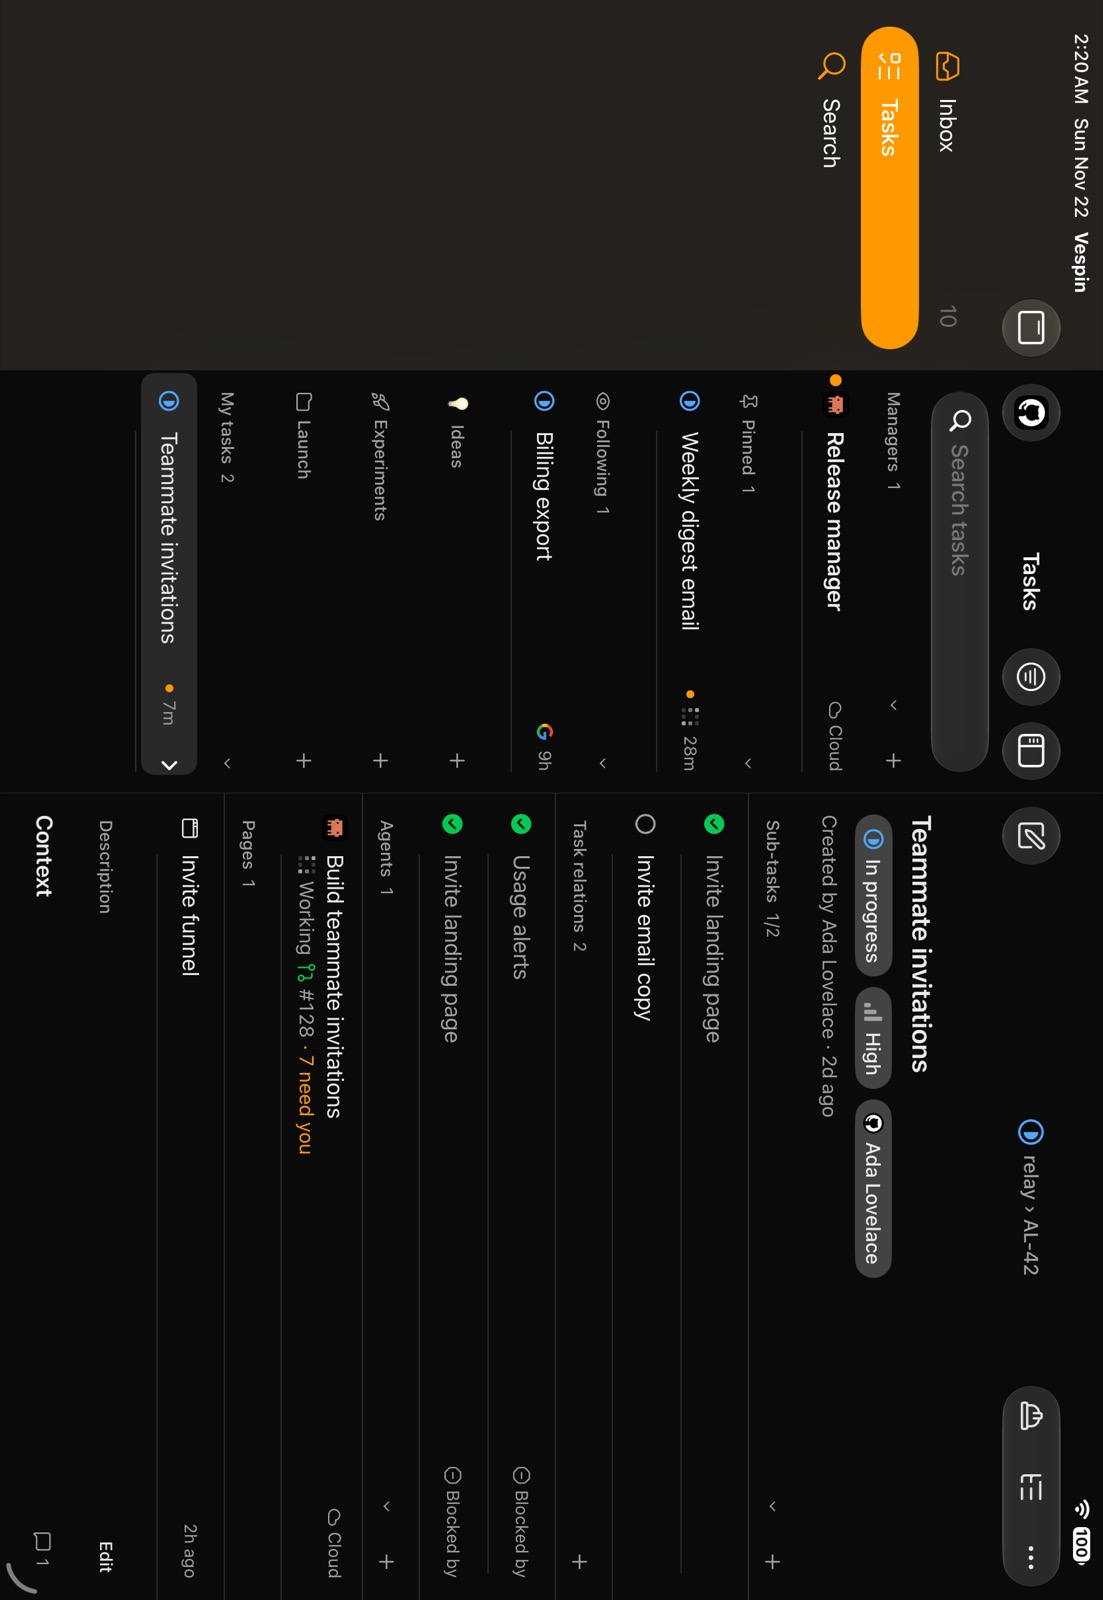 2:20 AM Sun Nov 22 Vespin
100
Inbox 10
Tasks
Search
Tasks
Search tasks
Managers 1
Release manager Cloud
Pinned 1
Weekly digest email 28m
Following 1
Billing export 9h
Ideas
Experiments
Launch
My tasks 2
Teammate invitations 7m
relay › AL-42
Teammate invitations
In progress High Ada Lovelace
Created by Ada Lovelace · 2d ago
Sub-tasks 1/2
Invite landing page
Invite email copy
Task relations 2
Usage alerts Blocked by
Invite landing page Blocked by
Agents 1
Build teammate invitations Cloud
Working #128 · 7 need you
Pages 1
Invite funnel 2h ago
Description Edit
Context 1